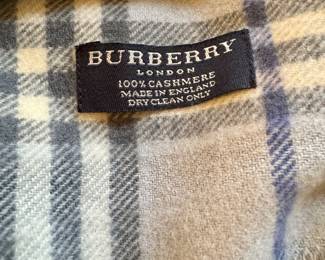 BURBERRY
LONDON
100% CASHMERE
MADE IN ENGLAND
DRY CLEAN ONLY